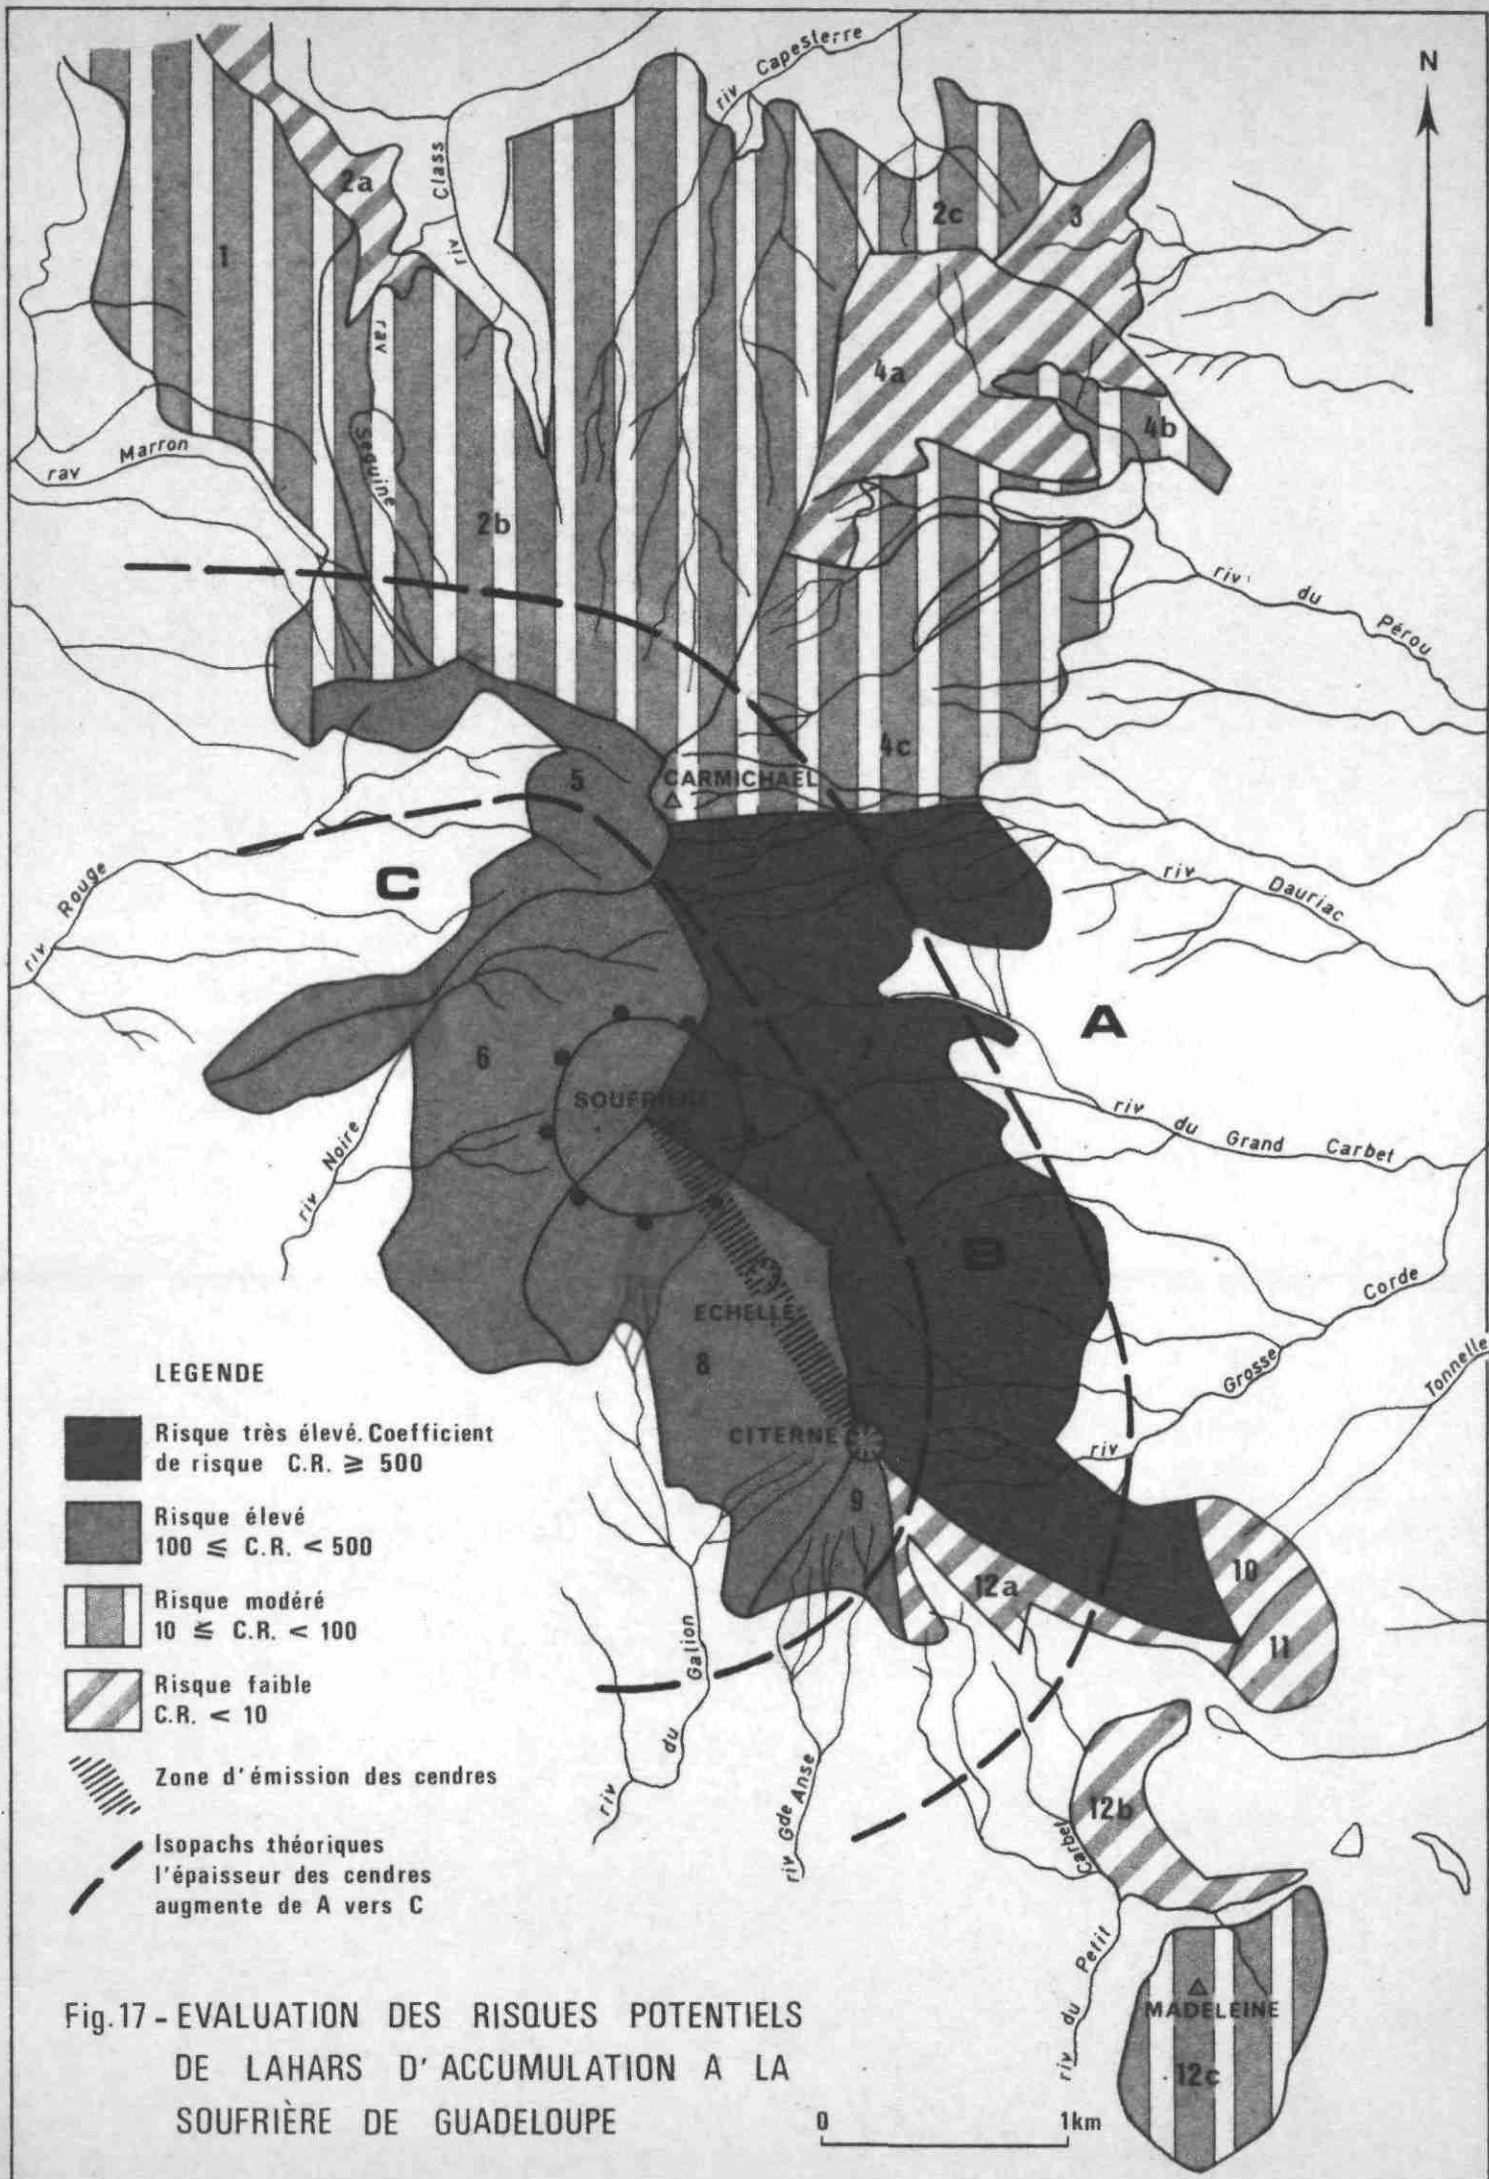 N
riv Capesterre
riv Class
2a
1
2c
3
4a
4b
rav Séquine
rav Marron
2b
riv du Pérou
4c
CARMICHAEL
5
C
riv Rouge
riv Dauriac
A
6
7
SOUFRIERE
riv Noire
riv du Grand Carbet
B
ECHELLE
8
riv Grosse Corde
Tonnelle
CITERNE
9
10
12a
11
riv du Galion
riv Gde Anse
12b
riv du Petit Carbet
MADELEINE
12c
LEGENDE
Risque très élevé. Coefficient
de risque C.R. ≥ 500
Risque élevé
100 ≤ C.R. < 500
Risque modéré
10 ≤ C.R. < 100
Risque faible
C.R. < 10
Zone d'émission des cendres
Isopachs théoriques
l'épaisseur des cendres
augmente de A vers C
Fig.17 - EVALUATION DES RISQUES POTENTIELS
DE LAHARS D'ACCUMULATION A LA
SOUFRIÈRE DE GUADELOUPE
0 1km